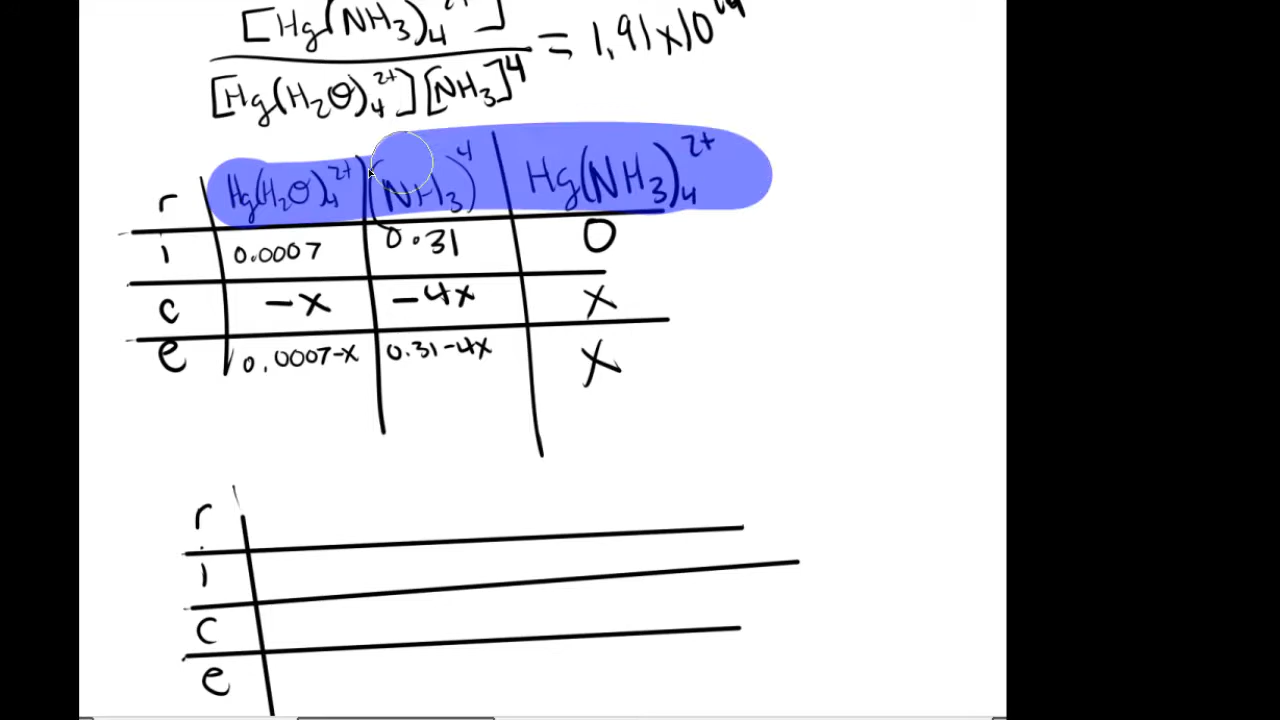 [Hg(NH3)4 2+]
[Hg(H2O)4 2+][NH3]^4 = 1.91x10
r Hg(H2O)4 2+ (NH3)^4 Hg(NH3)4 2+
i 0.0007 0.31 0
c -x -4x x
e 0.0007-x 0.31-4x x
r
i
c
e